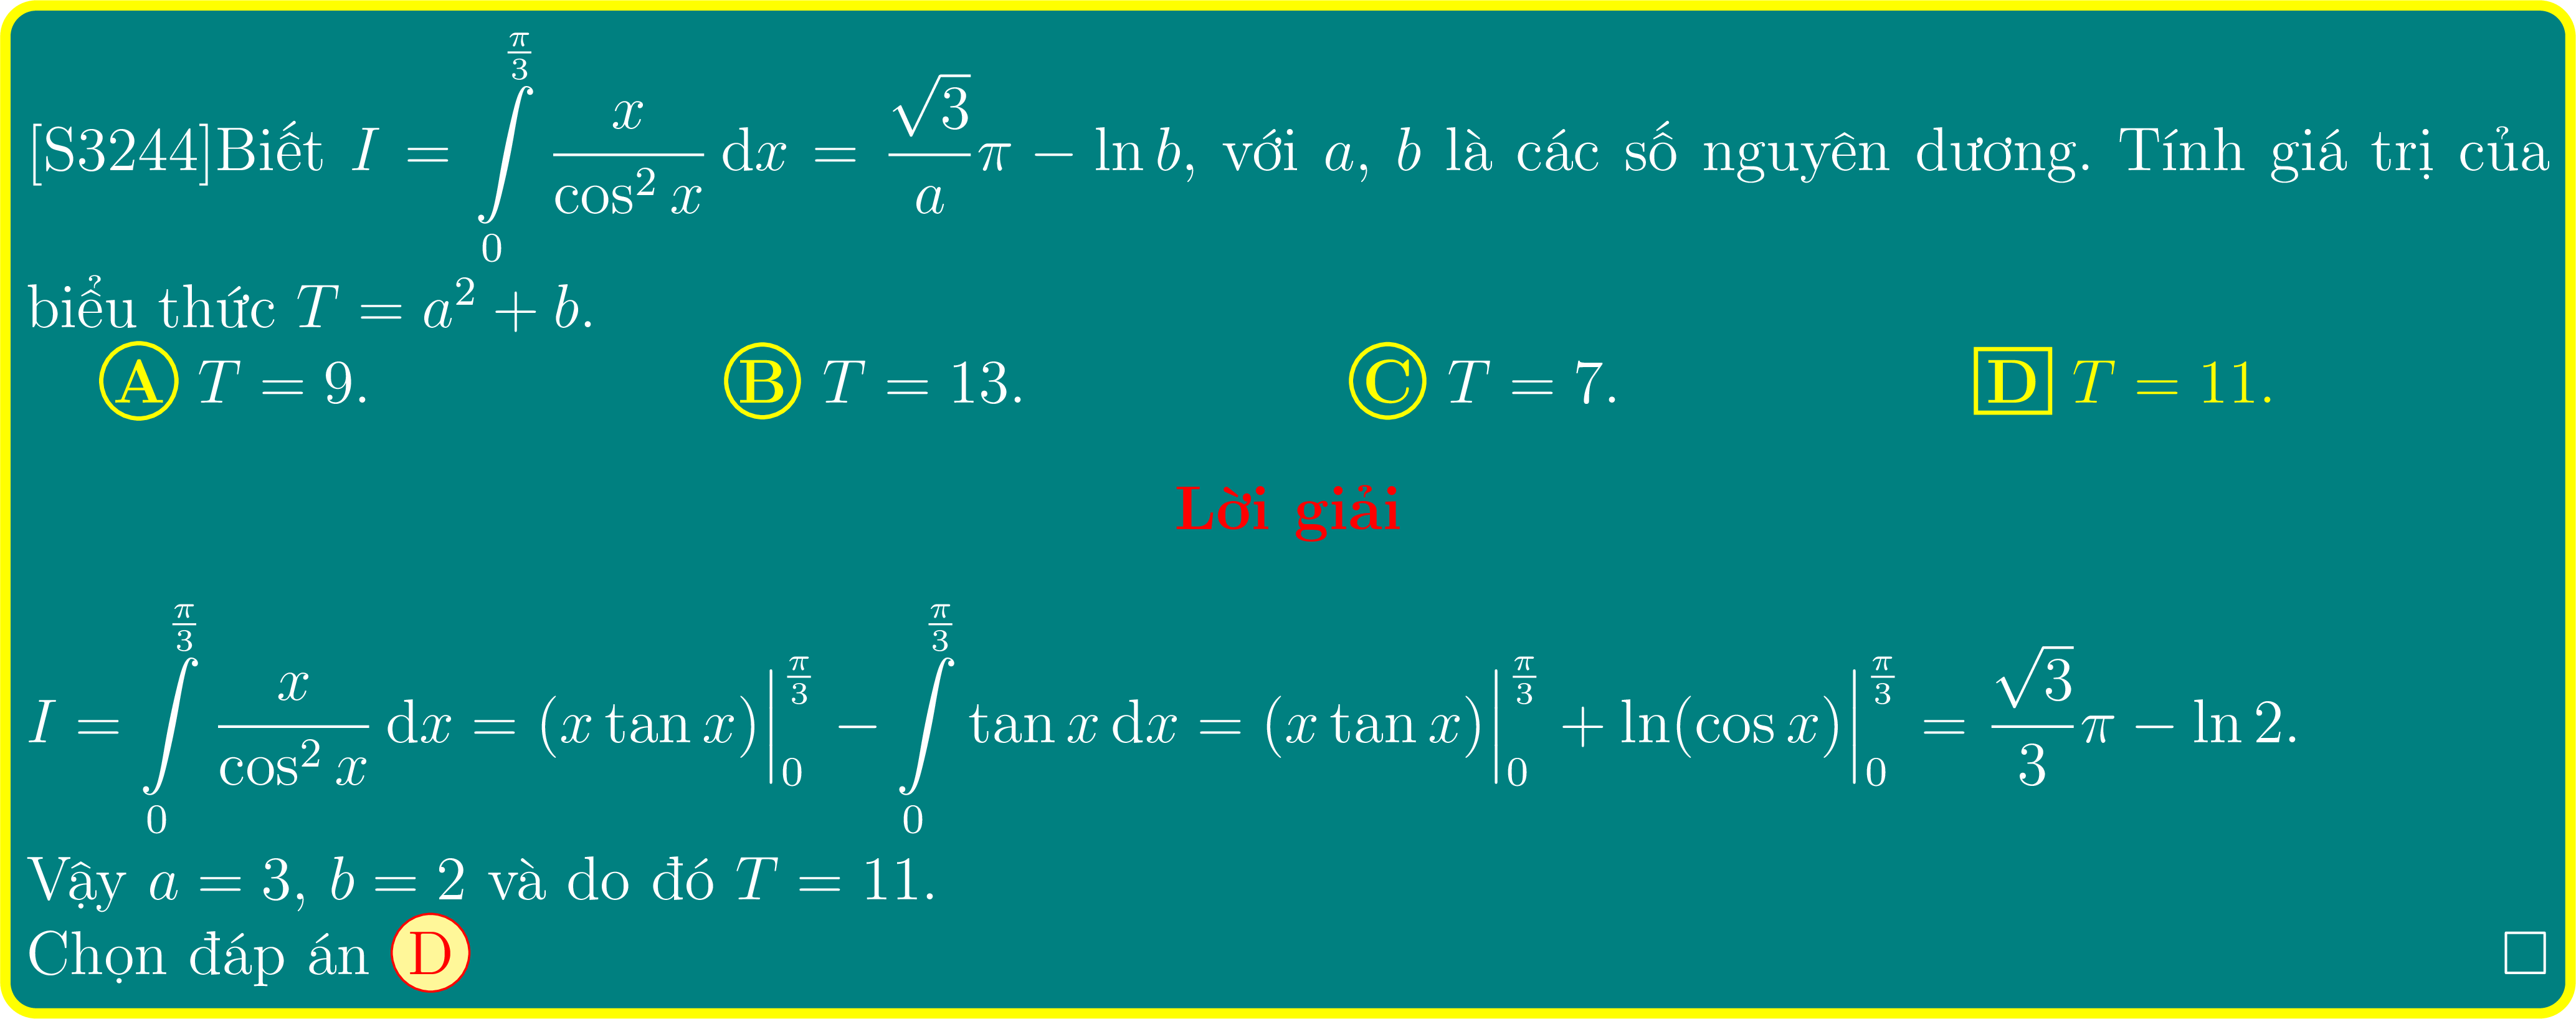 [S3244]Biết $I = \int\limits_{0}^{\frac{\pi}{3}} \frac{x}{\cos^2 x}\,\mathrm{d}x = \frac{\sqrt{3}}{a}\pi - \ln b$, với $a$, $b$ là các số nguyên dương. Tính giá trị của
biểu thức $T = a^2 + b$.
A $T = 9$. B $T = 13$. C $T = 7$. D $T = 11$.
Lời giải
$I = \int\limits_{0}^{\frac{\pi}{3}} \frac{x}{\cos^2 x}\,\mathrm{d}x = (x \tan x)\Big|_{0}^{\frac{\pi}{3}} - \int\limits_{0}^{\frac{\pi}{3}} \tan x\,\mathrm{d}x = (x \tan x)\Big|_{0}^{\frac{\pi}{3}} + \ln(\cos x)\Big|_{0}^{\frac{\pi}{3}} = \frac{\sqrt{3}}{3}\pi - \ln 2.$
Vậy $a = 3$, $b = 2$ và do đó $T = 11$.
Chọn đáp án D □